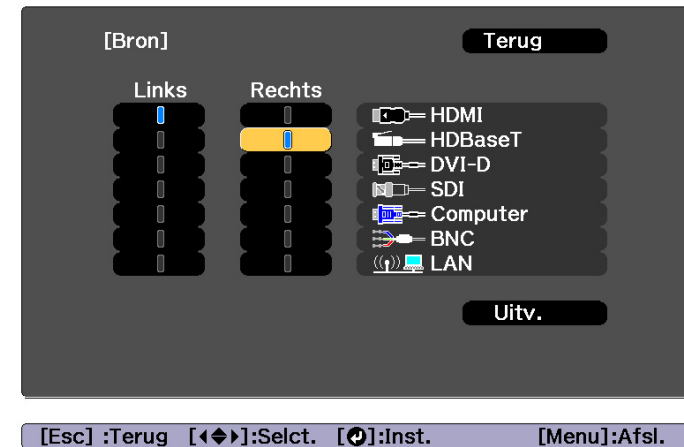 [Bron] Terug
Links Rechts
HDMI
HDBaseT
DVI-D
SDI
Computer
BNC
LAN
Uitv.
[Esc] :Terug [◀◆▶]:Selct. [↵]:Inst. [Menu]:Afsl.